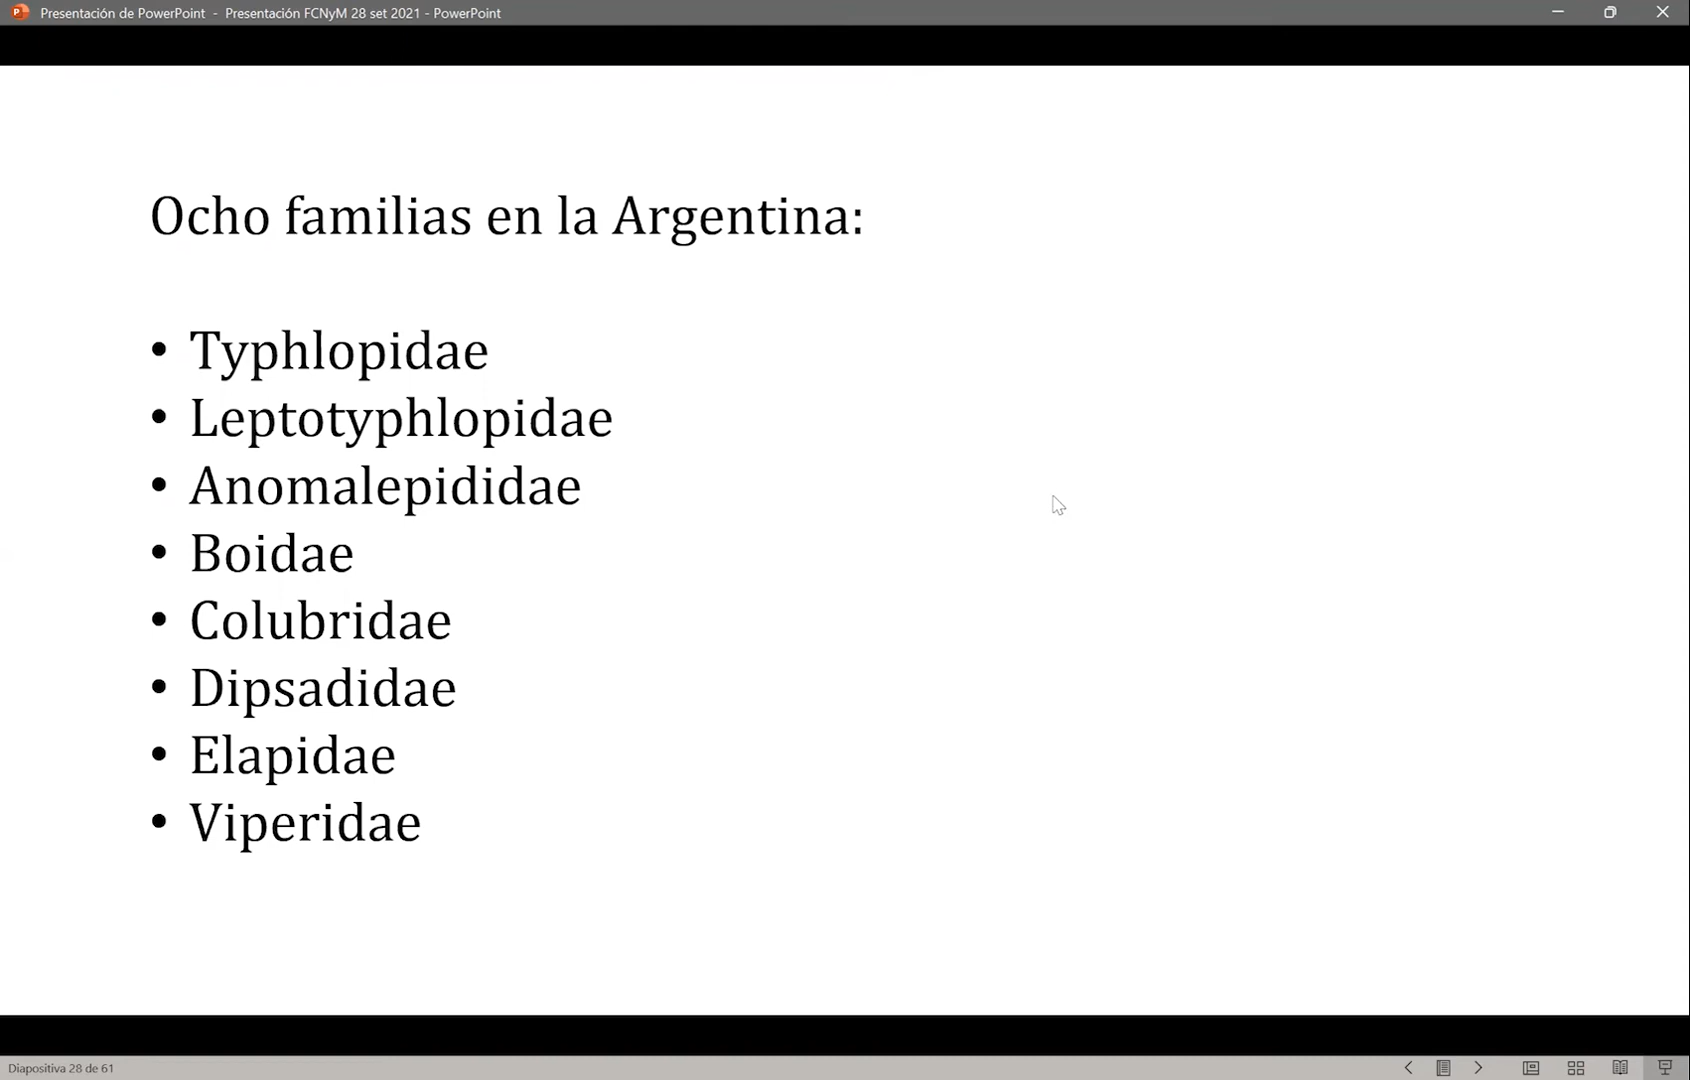 Presentación de PowerPoint - Presentación FCNyM 28 set 2021 - PowerPoint
Ocho familias en la Argentina:
• Typhlopidae
• Leptotyphlopidae
• Anomalepididae
• Boidae
• Colubridae
• Dipsadidae
• Elapidae
• Viperidae
Diapositiva 28 de 61